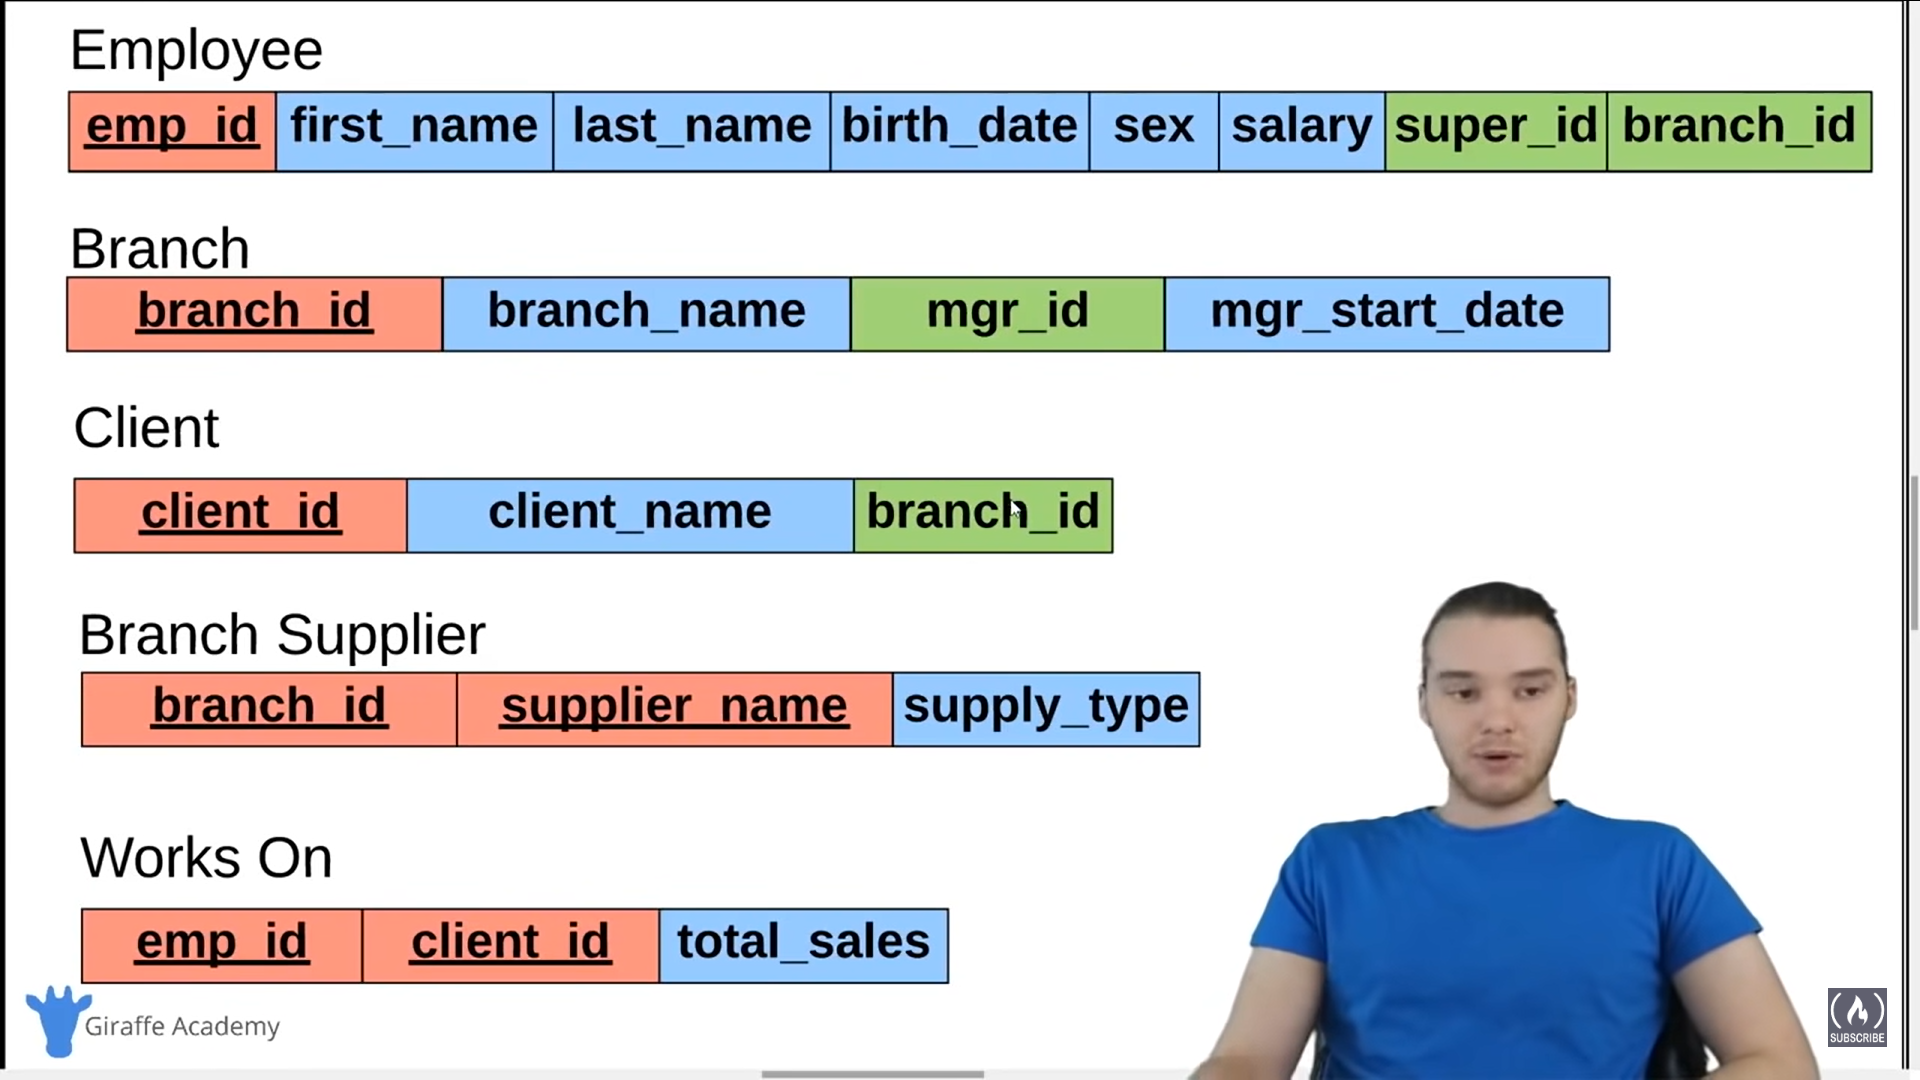 Employee
emp_id first_name last_name birth_date sex salary super_id branch_id
Branch
branch_id branch_name mgr_id mgr_start_date
Client
client_id client_name branch_id
Branch Supplier
branch_id supplier_name supply_type
Works On
emp_id client_id total_sales
Giraffe Academy
SUBSCRIBE